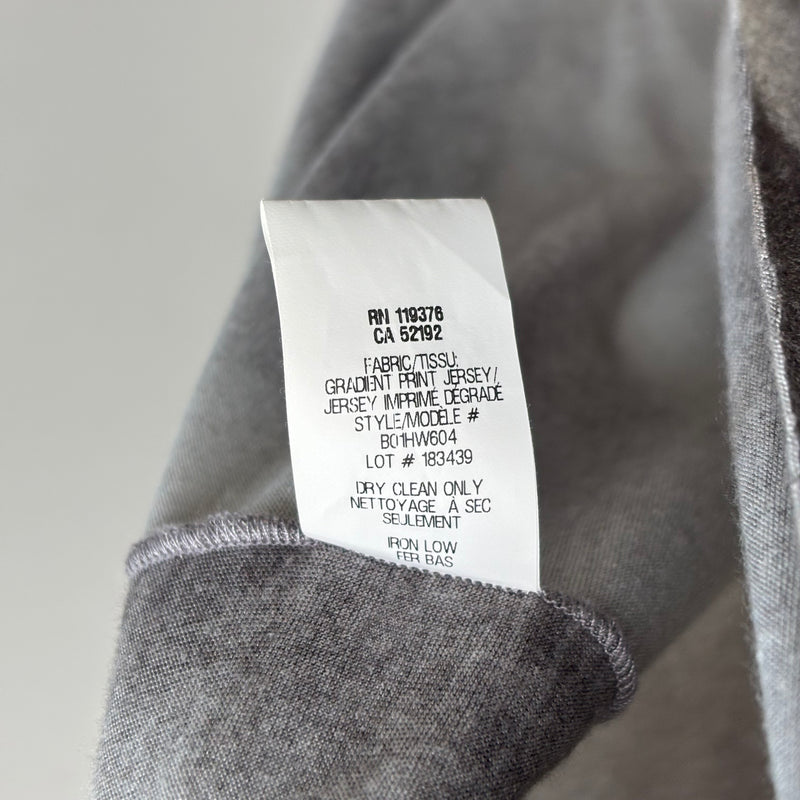 RN 119376
CA 52192
FABRIC/TISSU:
GRADIENT PRINT JERSEY/
JERSEY IMPRIMÉ DÉGRADÉ
STYLE/MODÈLE #
B01HW604
LOT # 183439
DRY CLEAN ONLY
NETTOYAGE À SEC
SEULEMENT
IRON LOW
FER BAS